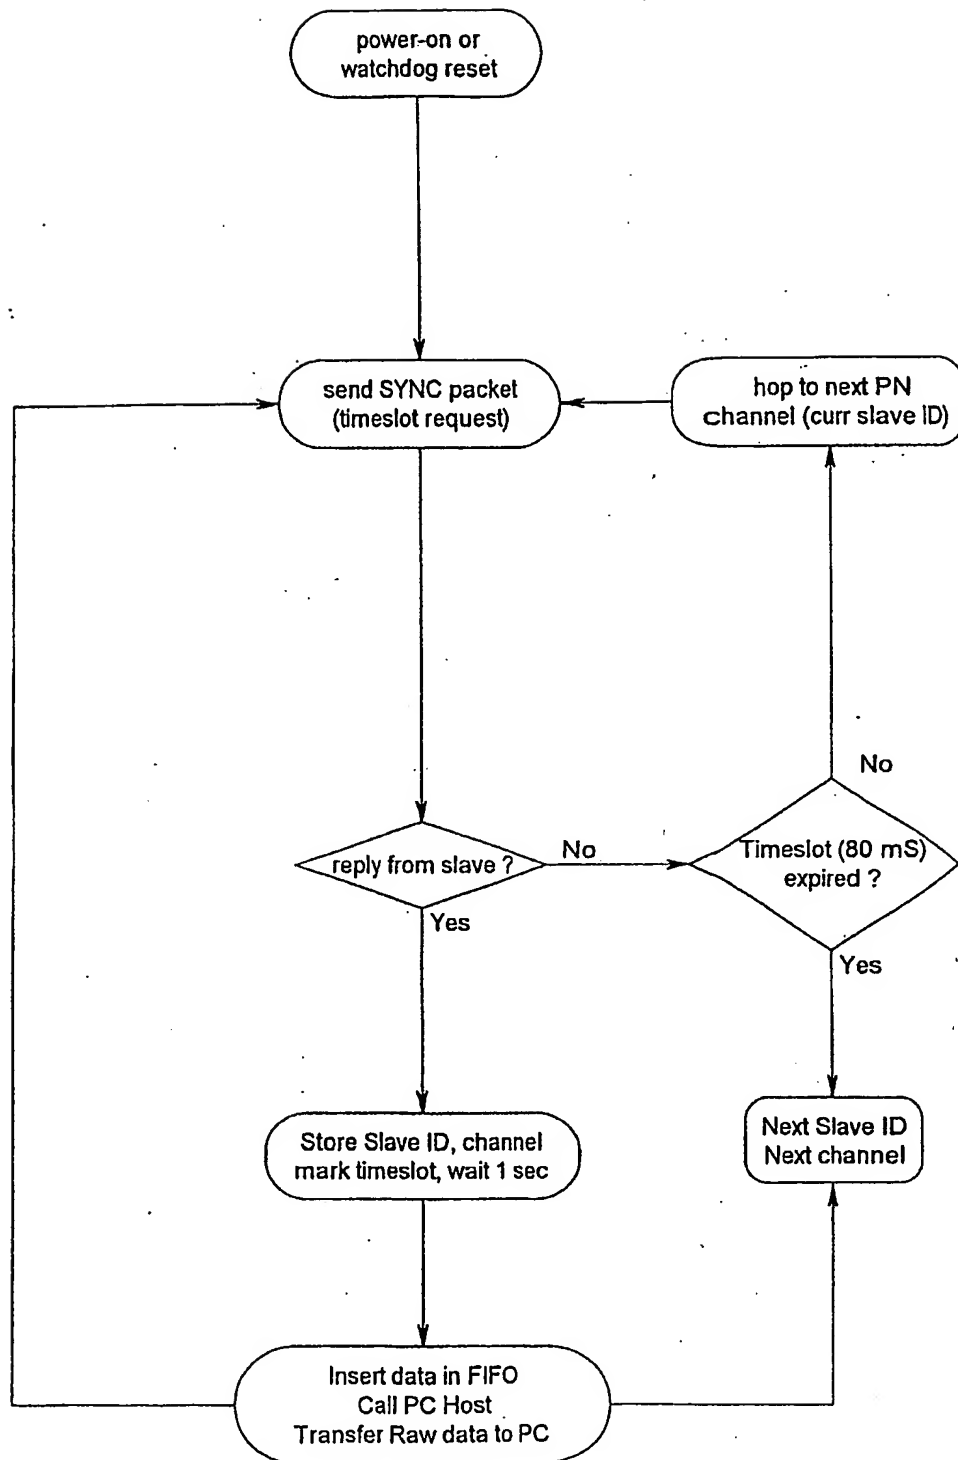 power-on or
watchdog reset
send SYNC packet
(timeslot request)
hop to next PN
channel (curr slave ID)
No
reply from slave ?
No
Timeslot (80 mS)
expired ?
Yes
Yes
Store Slave ID, channel
mark timeslot, wait 1 sec
Next Slave ID
Next channel
Insert data in FIFO
Call PC Host
Transfer Raw data to PC